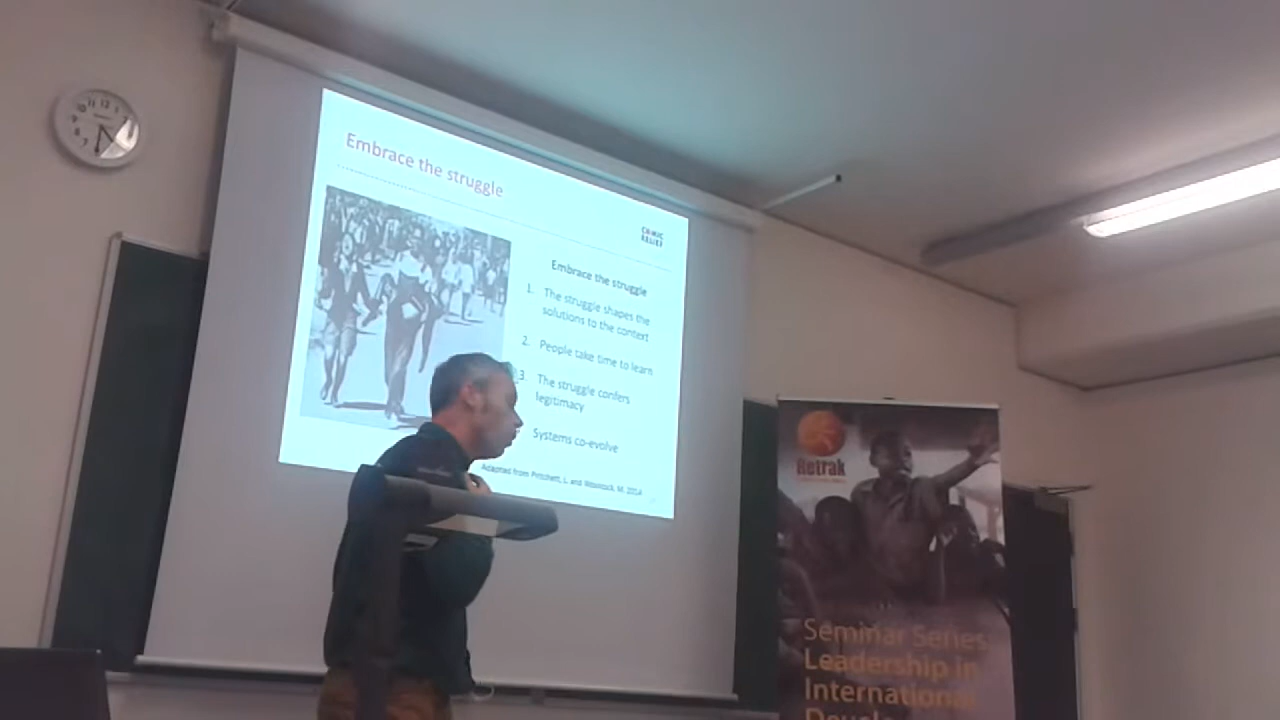 Embrace the struggle
COMIC
RELIEF
Embrace the struggle
1. The struggle shapes the
solutions to the context
2. People take time to learn
3 The struggle confers
legitimacy
Systems co-evolve
Adapted from Pritchett, L. and Woolcock, M. 2014
Retrak
Seminar Series
Leadership in
International